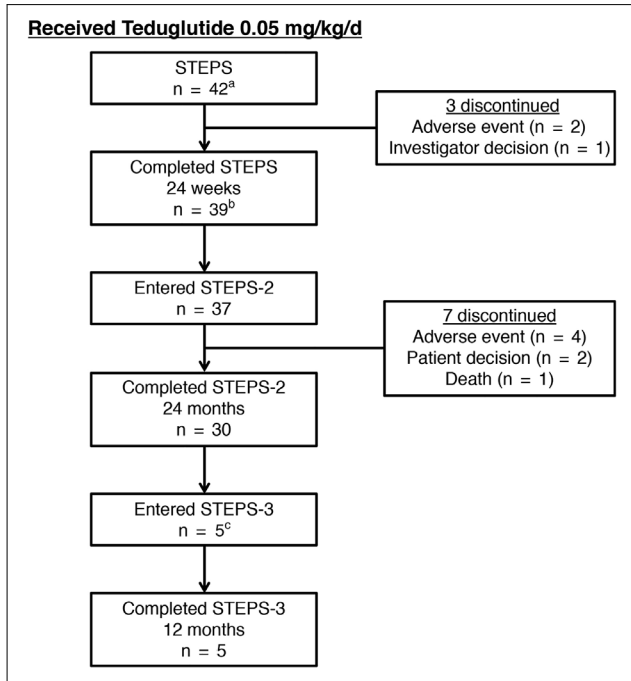 Received Teduglutide 0.05 mg/kg/d
STEPS
n = 42a
3 discontinued
Adverse event (n = 2)
Investigator decision (n = 1)
Completed STEPS
24 weeks
n = 39b
Entered STEPS-2
n = 37
7 discontinued
Adverse event (n = 4)
Patient decision (n = 2)
Death (n = 1)
Completed STEPS-2
24 months
n = 30
Entered STEPS-3
n = 5c
Completed STEPS-3
12 months
n = 5